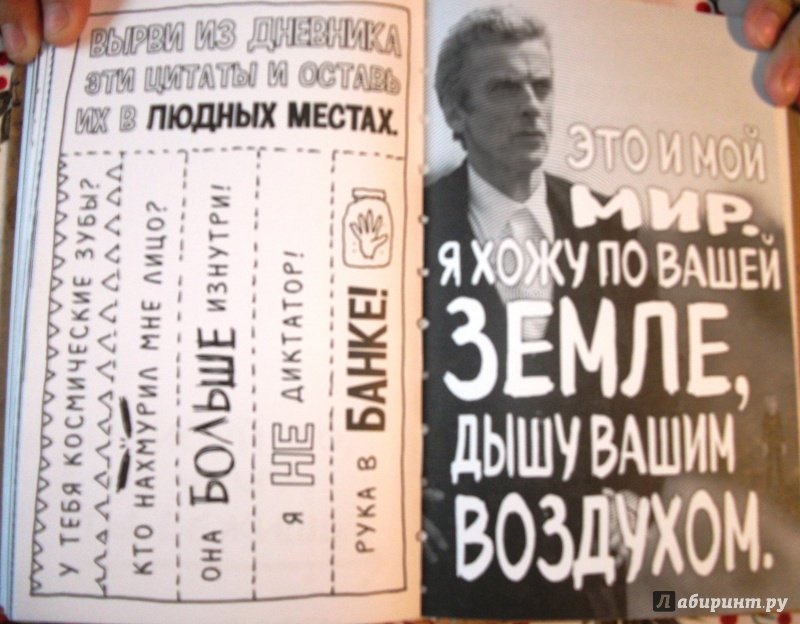 ВЫРВИ ИЗ ДНЕВНИКА
ЭТИ ЦИТАТЫ И ОСТАВЬ
ИХ В ЛЮДНЫХ МЕСТАХ.
У ТЕБЯ КОСМИЧЕСКИЕ ЗУБЫ?
КТО НАХМУРИЛ МНЕ ЛИЦО?
ОНА БОЛЬШЕ ИЗНУТРИ!
Я НЕ ДИКТАТОР!
РУКА В БАНКЕ!
ЭТО И МОЙ
МИР.
Я ХОЖУ ПО ВАШЕЙ
ЗЕМЛЕ,
ДЫШУ ВАШИМ
ВОЗДУХОМ.
Лабиринт.ру